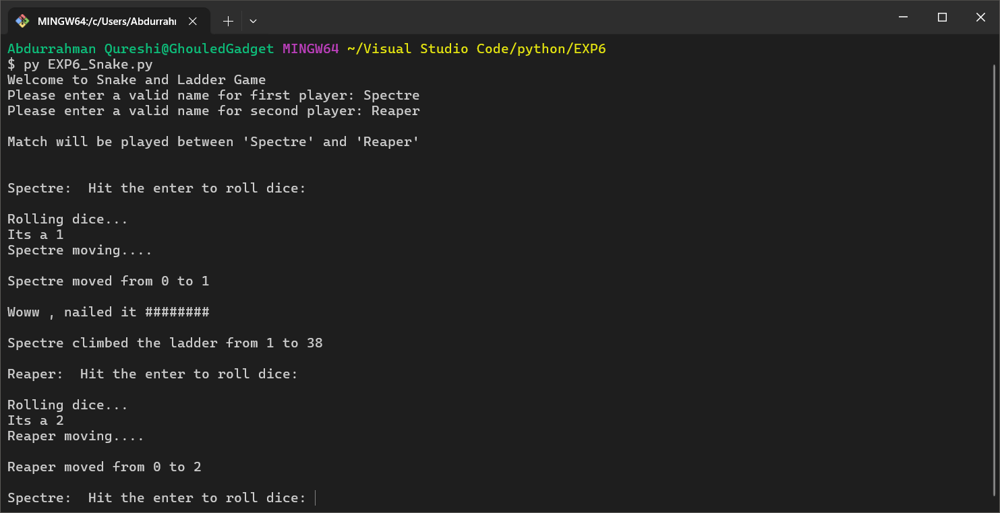 MINGW64:/c/Users/Abdurrahr
Abdurrahman Qureshi@GhouledGadget MINGW64 ~/Visual Studio Code/python/EXP6
$ py EXP6_Snake.py
Welcome to Snake and Ladder Game
Please enter a valid name for first player: Spectre
Please enter a valid name for second player: Reaper
Match will be played between 'Spectre' and 'Reaper'
Spectre:  Hit the enter to roll dice:
Rolling dice...
Its a 1
Spectre moving....
Spectre moved from 0 to 1
Woww , nailed it ########
Spectre climbed the ladder from 1 to 38
Reaper:  Hit the enter to roll dice:
Rolling dice...
Its a 2
Reaper moving....
Reaper moved from 0 to 2
Spectre:  Hit the enter to roll dice: